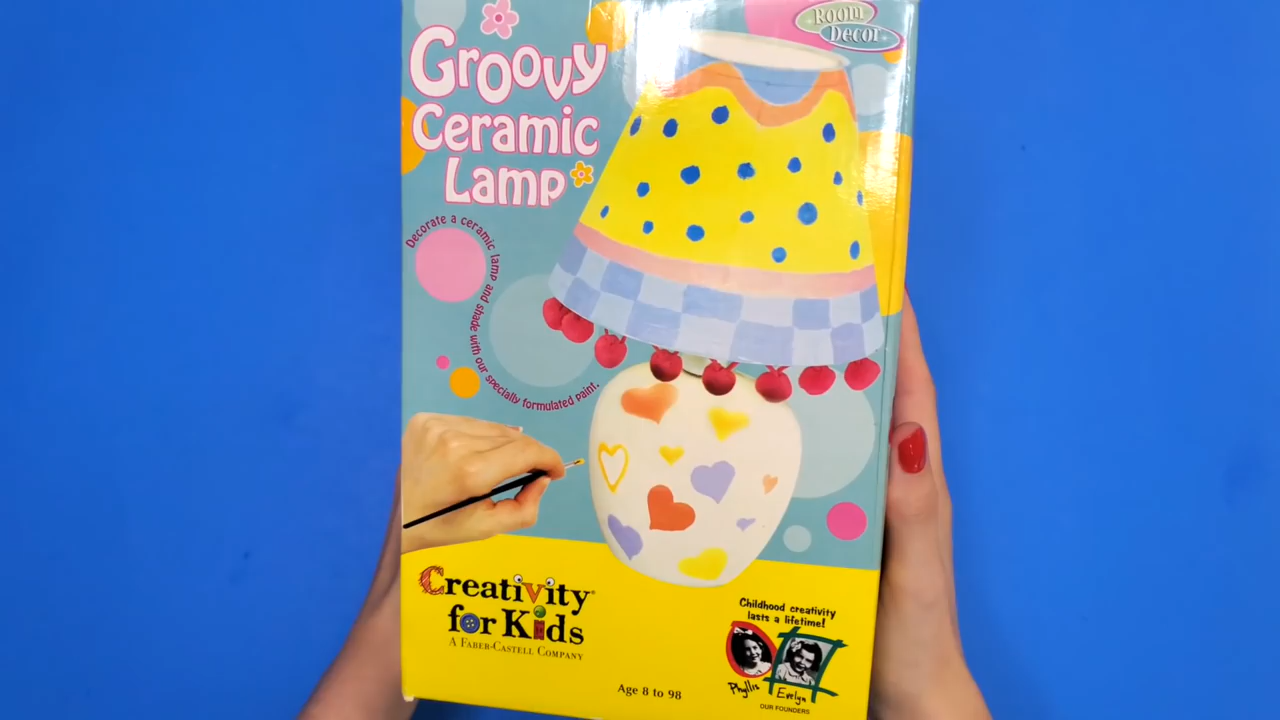 Room
Decor
Groovy
Ceramic
Lamp
Decorate a ceramic lamp and shade with our specially formulated paint.
Creativity®
for Kids
A Faber-Castell Company
Childhood creativity
lasts a lifetime!
Phyllis
Evelyn
OUR FOUNDERS
Age 8 to 98